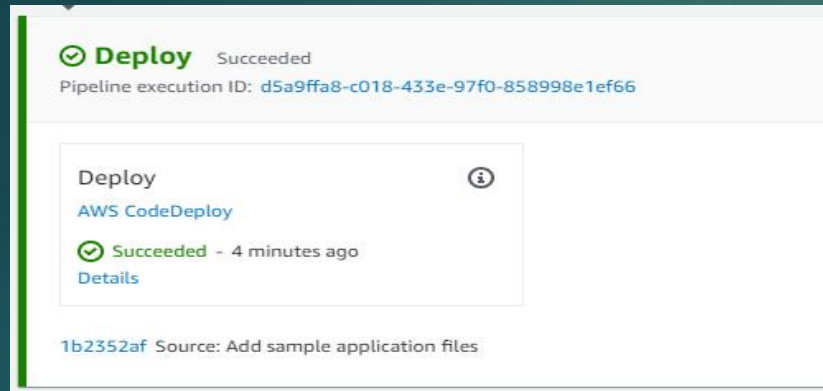 Deploy Succeeded
Pipeline execution ID: d5a9ffa8-c018-433e-97f0-858998e1ef66
Deploy
AWS CodeDeploy
Succeeded - 4 minutes ago
Details
1b2352af Source: Add sample application files